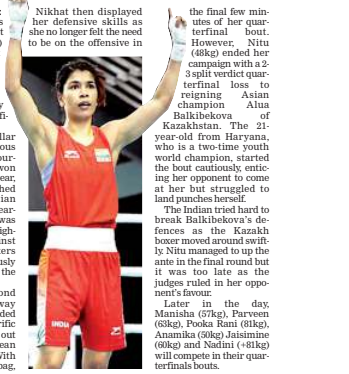 Nikhat then displayed
her defensive skills as
she no longer felt the need
to be on the offensive in
the final few min-
utes of her quar-
terfinal bout.
However, Nitu
(48kg) ended her
campaign with a 2-
3 split verdict quar-
terfinal loss to
reigning Asian
champion Alua
Balkibekova of
Kazakhstan. The 21-
year-old from Haryana,
who is a two-time youth
world champion, started
the bout cautiously, entic-
ing her opponent to come
at her but struggled to
land punches herself.
The Indian tried hard to
break Balkibekova's de-
fences as the Kazakh
boxer moved around swift-
ly. Nitu managed to up the
ante in the final round but
it was too late as the
judges ruled in her oppo-
nent's favour.
Later in the day,
Manisha (57kg), Parveen
(63kg), Pooka Rani (81kg),
Anamika (50kg) Jaisimine
(60kg) and Nadini (+81kg)
will compete in their quar-
terfinals bouts.
INDIA